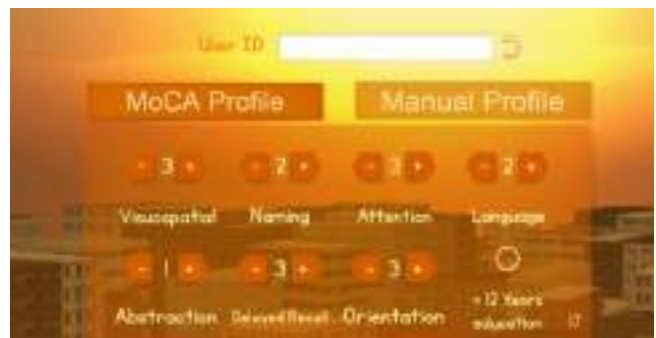 User ID
MoCA Profile Manual Profile
- 3 + - 2 + - 3 + - 2 +
Visuospatial Naming Attention Language
- 1 + - 3 + - 3 +
Abstraction Delayed Recall Orientation
12 Years
education 17